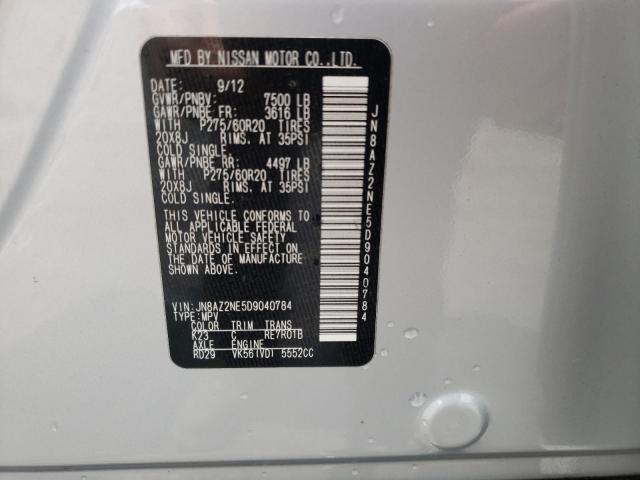 MFD BY NISSAN MOTOR CO.,LTD.
DATE: 9/12
GVWR/PNBV: 7500 LB
GAWR/PNBE FR: 3616 LB
WITH P275/60R20 TIRES
20X8J RIMS. AT 35PSI
COLD SINGLE.
GAWR/PNBE RR: 4497 LB
WITH P275/60R20 TIRES
20X8J RIMS. AT 35PSI
COLD SINGLE.
THIS VEHICLE CONFORMS TO
ALL APPLICABLE FEDERAL
MOTOR VEHICLE SAFETY
STANDARDS IN EFFECT ON
THE DATE OF MANUFACTURE
SHOWN ABOVE.
VIN: JN8AZ2NE5D9040784
TYPE: MPV
COLOR TRIM TRANS
K23 C RE7R01B
AXLE ENGINE
RD29 VK56(VD) 5552CC
JN8AZ2NE5D9040784